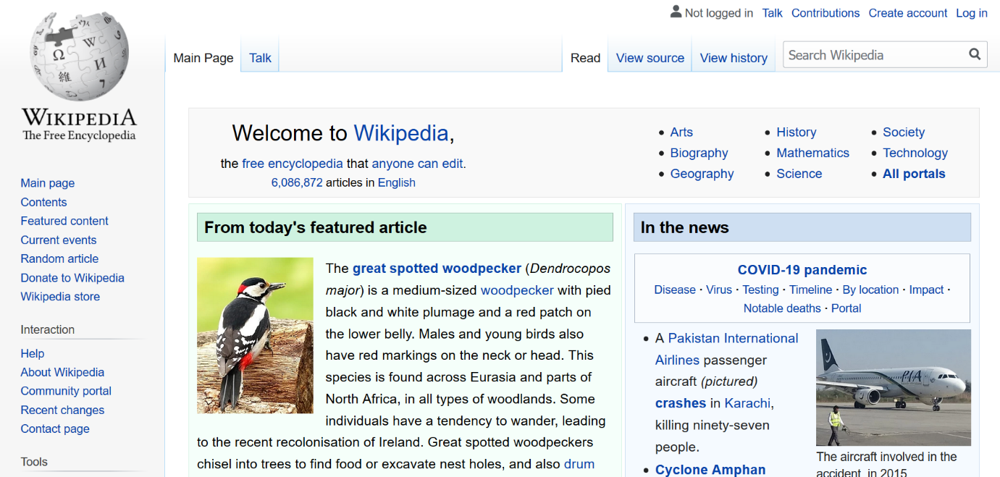 Not logged in Talk Contributions Create account Log in
Main Page Talk Read View source View history Search Wikipedia
WIKIPEDIA
The Free Encyclopedia
Main page
Contents
Featured content
Current events
Random article
Donate to Wikipedia
Wikipedia store
Interaction
Help
About Wikipedia
Community portal
Recent changes
Contact page
Tools
Welcome to Wikipedia,
the free encyclopedia that anyone can edit.
6,086,872 articles in English
• Arts
• Biography
• Geography
• History
• Mathematics
• Science
• Society
• Technology
• All portals
From today's featured article
The great spotted woodpecker (Dendrocopos
major) is a medium-sized woodpecker with pied
black and white plumage and a red patch on
the lower belly. Males and young birds also
have red markings on the neck or head. This
species is found across Eurasia and parts of
North Africa, in all types of woodlands. Some
individuals have a tendency to wander, leading
to the recent recolonisation of Ireland. Great spotted woodpeckers
chisel into trees to find food or excavate nest holes, and also drum
In the news
COVID-19 pandemic
Disease · Virus · Testing · Timeline · By location · Impact ·
Notable deaths · Portal
• A Pakistan International
Airlines passenger
aircraft (pictured)
crashes in Karachi,
killing ninety-seven
people.
• Cyclone Amphan
PIA
The aircraft involved in the
accident, in 2015